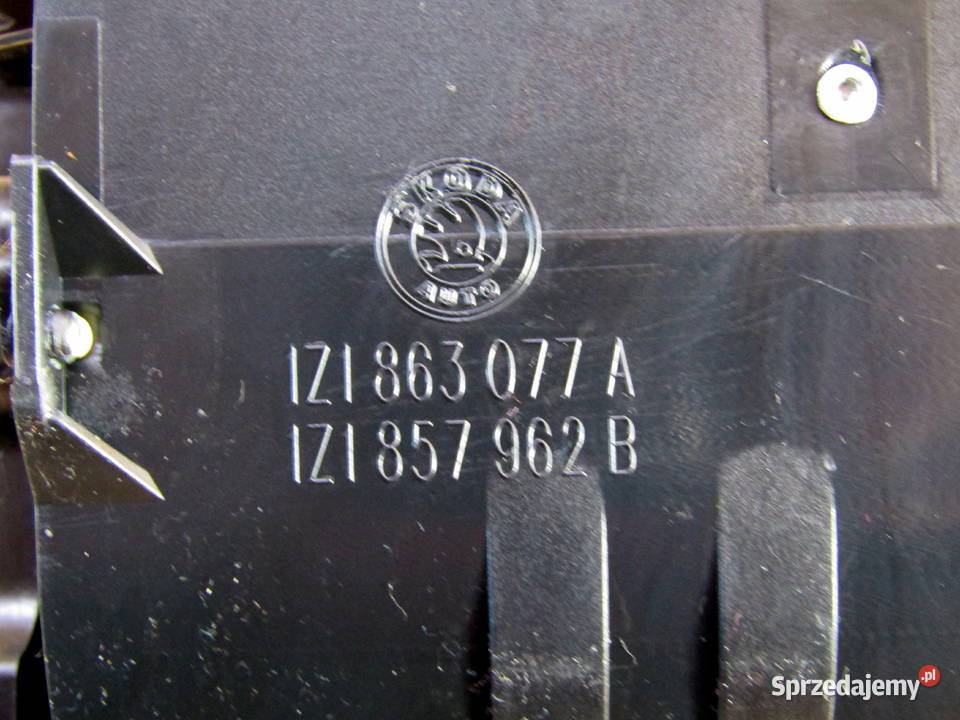 ŠKODA
AUTO
1Z1 863 077 A
1Z1 857 962 B
Sprzedajemy.pl